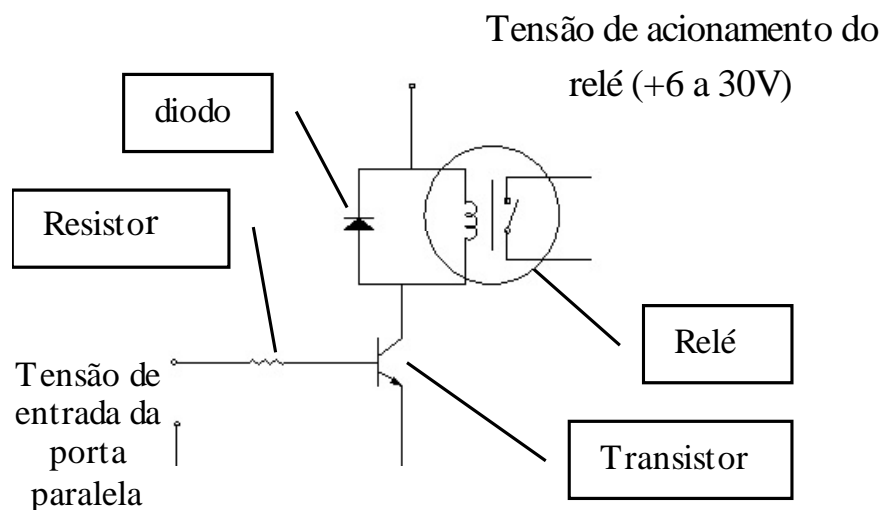 Tensão de acionamento do
relé (+6 a 30V)
diodo
Resistor
Relé
Tensão de
entrada da
porta
paralela
Transistor